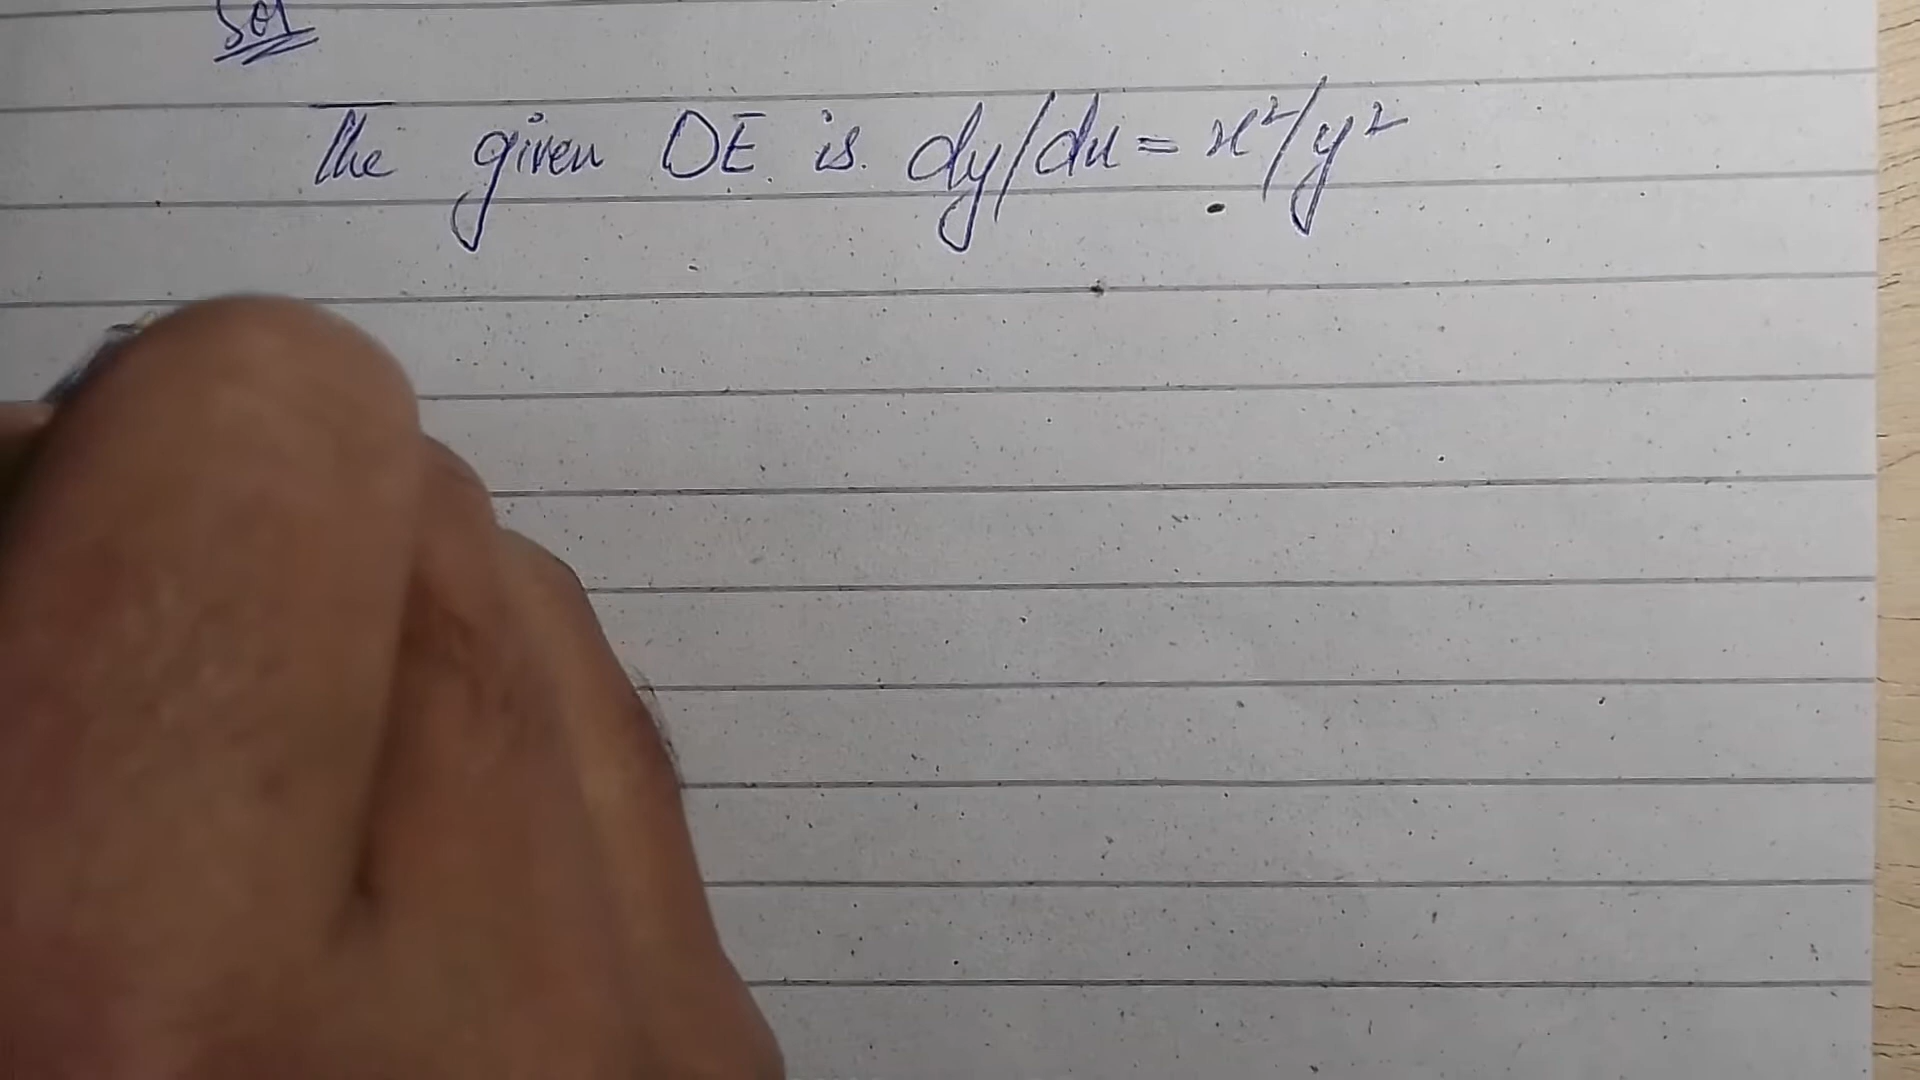 Sol
The given DE is dy/dx = x²/y²